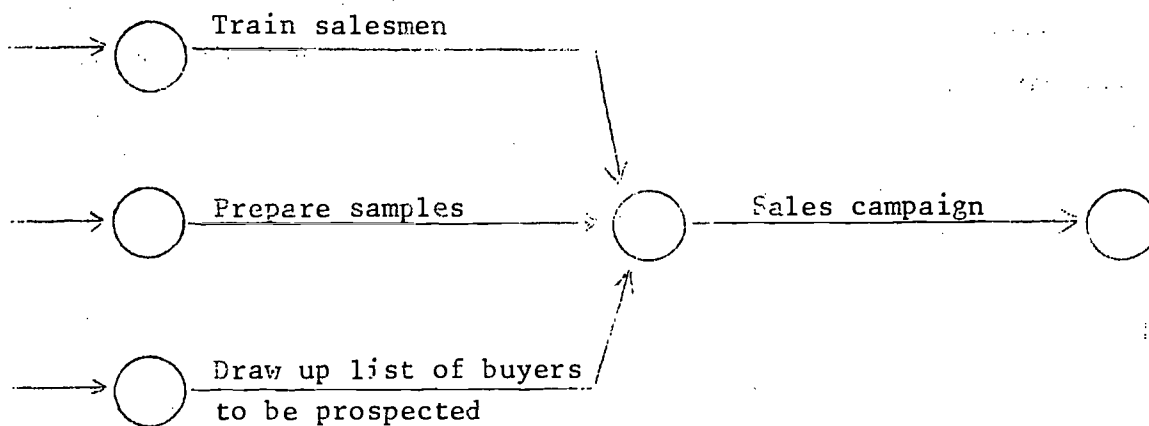 Train salesmen
Prepare samples
Sales campaign
Draw up list of buyers
to be prospected